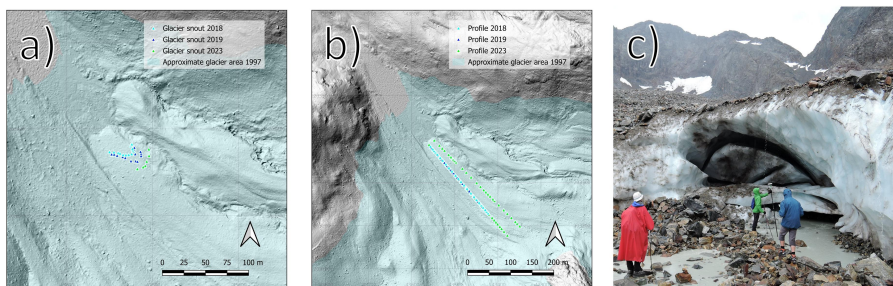 a)
Glacier snout 2018
Glacier snout 2019
Glacier snout 2023
Approximate glacier area 1997
0 25 50 75 100 m
b)
Profile 2018
Profile 2019
Profile 2023
Approximate glacier area 1997
0 50 100 150 200 m
c)